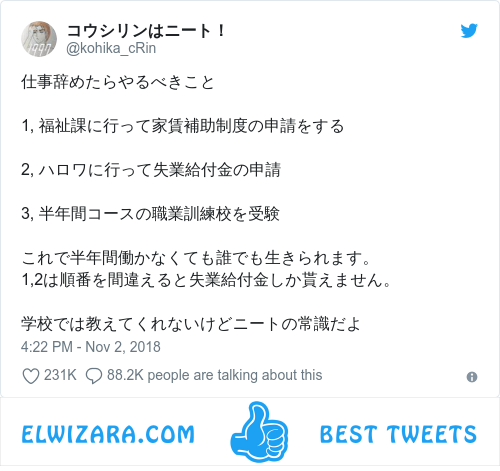 コウシリンはニート！
@kohika_cRin
仕事辞めたらやるべきこと
1, 福祉課に行って家賃補助制度の申請をする
2, ハロワに行って失業給付金の申請
3, 半年間コースの職業訓練校を受験
これで半年間働かなくても誰でも生きられます。
1,2は順番を間違えると失業給付金しか貰えません。
学校では教えてくれないけどニートの常識だよ
4:22 PM - Nov 2, 2018
231K 88.2K people are talking about this
ELWIZARA.COM BEST TWEETS